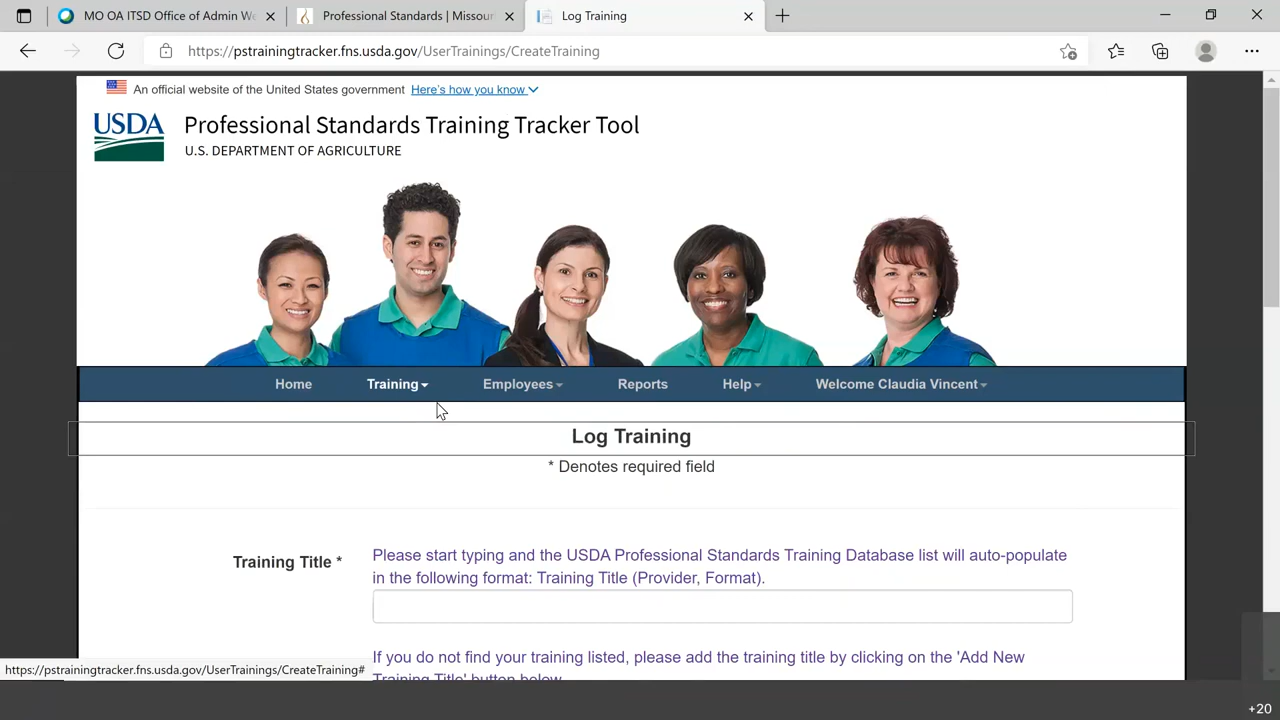 MO OA ITSD Office of Admin We
Professional Standards | Missour
Log Training
https://pstrainingtracker.fns.usda.gov/UserTrainings/CreateTraining
An official website of the United States government Here's how you know
USDA
Professional Standards Training Tracker Tool
U.S. DEPARTMENT OF AGRICULTURE
Home Training Employees Reports Help Welcome Claudia Vincent
Log Training
* Denotes required field
Training Title *
Please start typing and the USDA Professional Standards Training Database list will auto-populate
in the following format: Training Title (Provider, Format).
If you do not find your training listed, please add the training title by clicking on the 'Add New
Training Title' button below
https://pstrainingtracker.fns.usda.gov/UserTrainings/CreateTraining#
+20